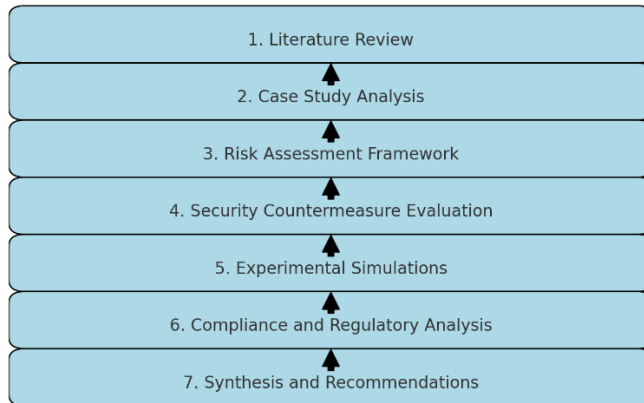 1. Literature Review
2. Case Study Analysis
3. Risk Assessment Framework
4. Security Countermeasure Evaluation
5. Experimental Simulations
6. Compliance and Regulatory Analysis
7. Synthesis and Recommendations